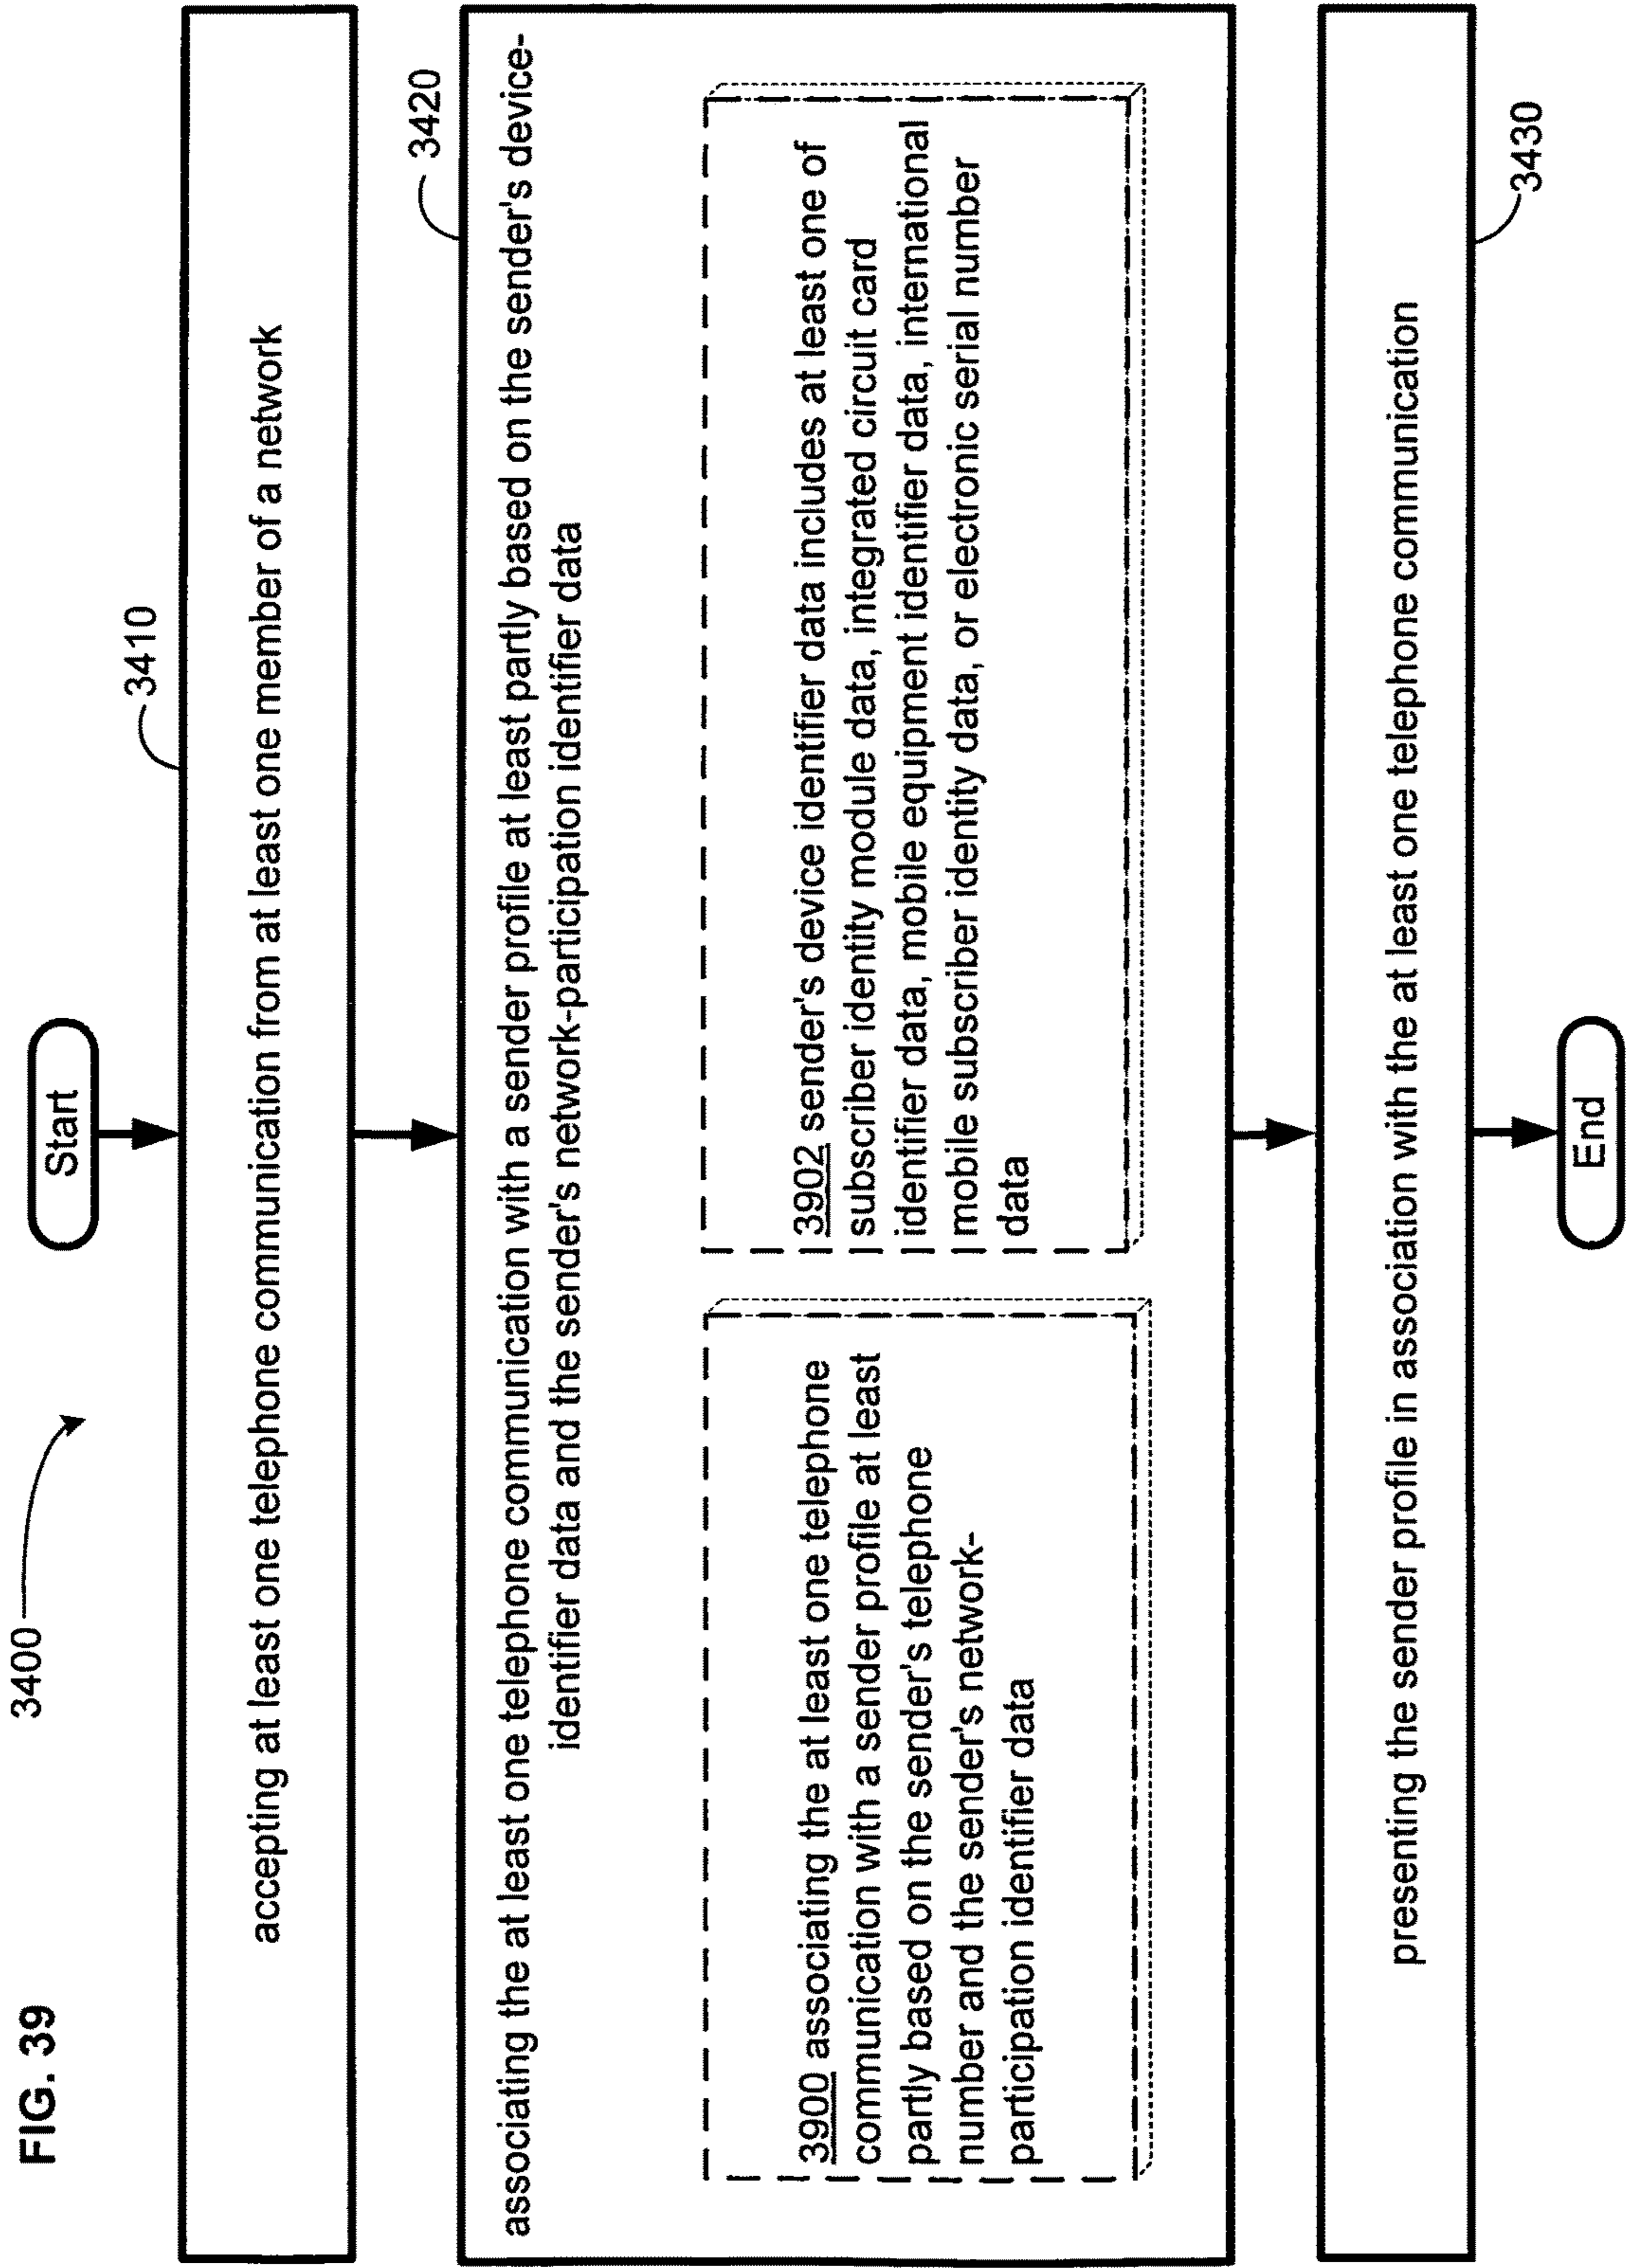 FIG. 39
3400
Start
3410
accepting at least one telephone communication from at least one member of a network
3420
associating the at least one telephone communication with a sender profile at least partly based on the sender's device-
identifier data and the sender's network-participation identifier data
3900 associating the at least one telephone
communication with a sender profile at least
partly based on the sender's telephone
number and the sender's network-
participation identifier data
3902 sender's device identifier data includes at least one of
subscriber identity module data, integrated circuit card
identifier data, mobile equipment identifier data, international
mobile subscriber identity data, or electronic serial number
data
3430
presenting the sender profile in association with the at least one telephone communication
End